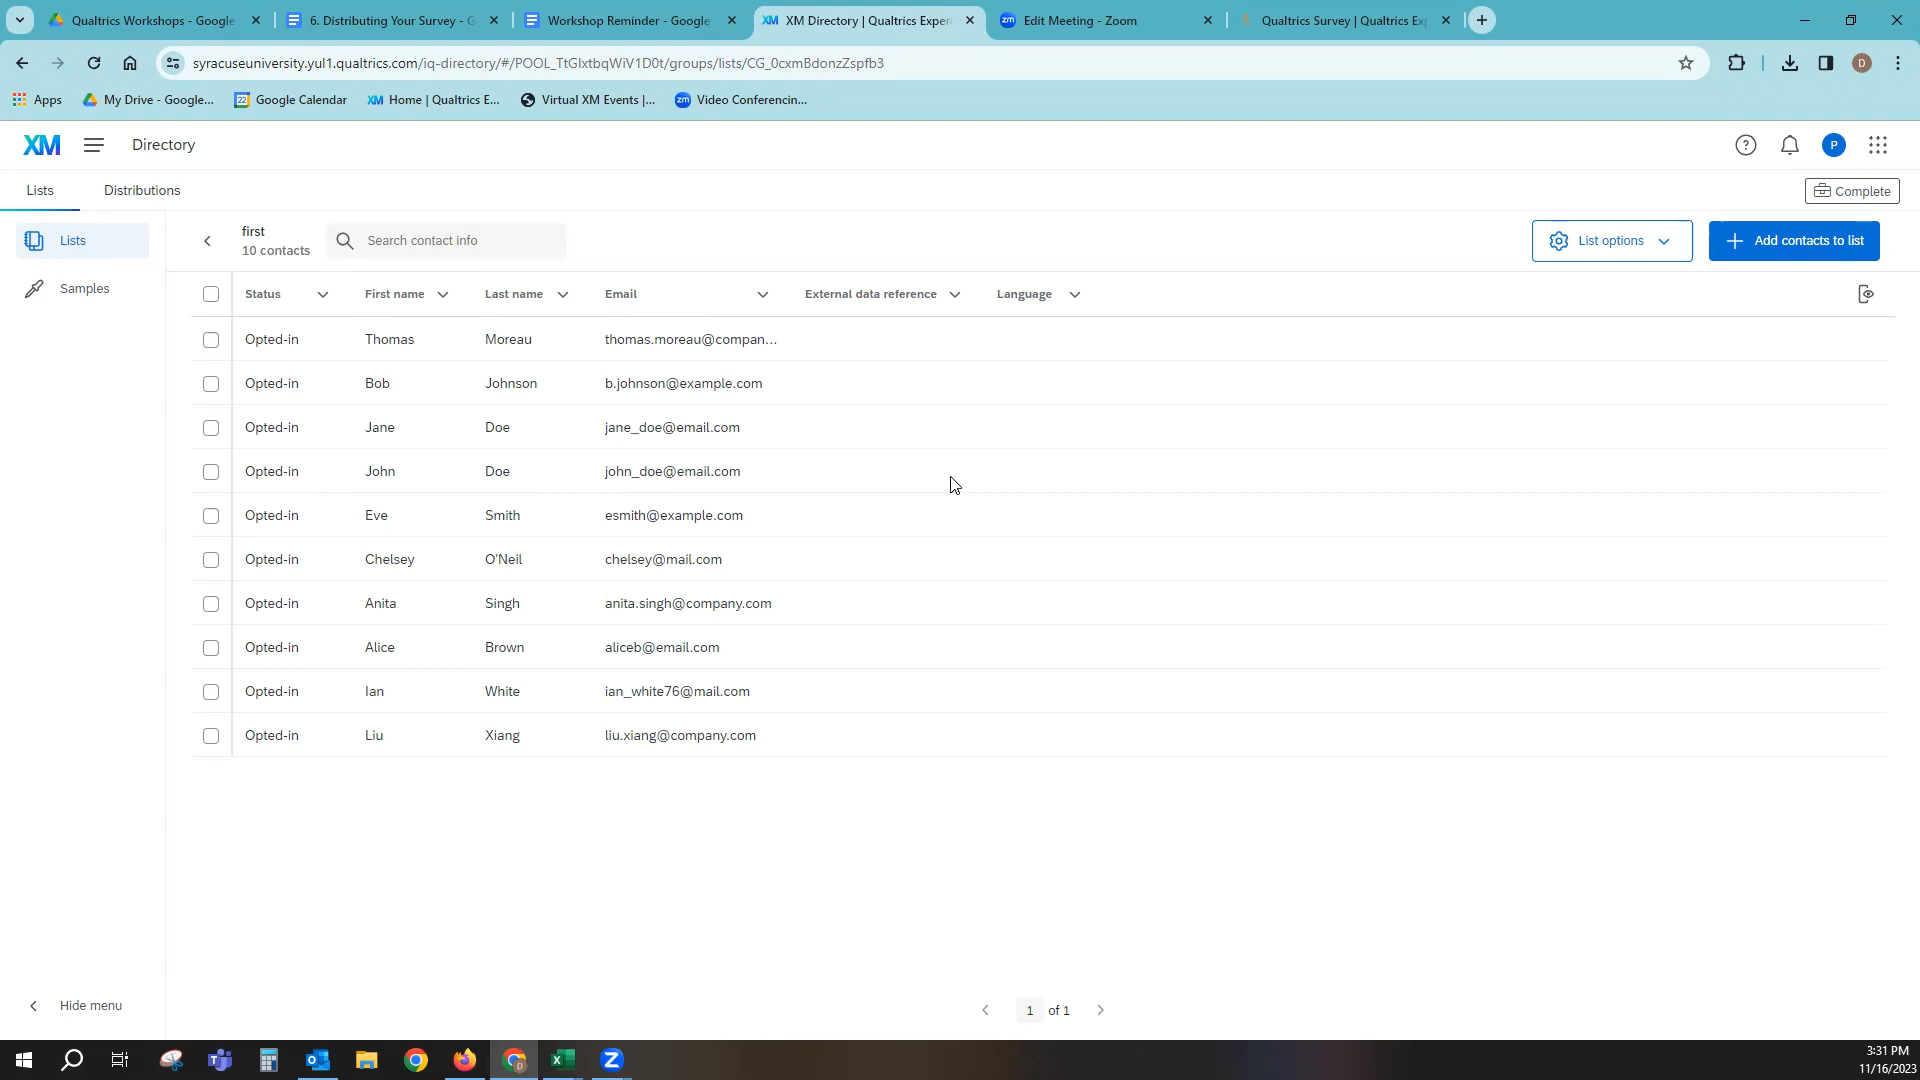 Qualtrics Workshops - Google
6. Distributing Your Survey - G
Workshop Reminder - Google
XM Directory | Qualtrics Exper
Edit Meeting - Zoom
Qualtrics Survey | Qualtrics Exp
syracuseuniversity.yul1.qualtrics.com/iq-directory/#/POOL_TtGlxtbqWiV1D0t/groups/lists/CG_0cxmBdonzZspfb3
D
Apps
My Drive - Google...
Google Calendar
Home | Qualtrics E...
Virtual XM Events |...
Video Conferencin...
XM
Directory
P
Lists
Distributions
Complete
Lists
Samples
first
10 contacts
Search contact info
List options
Add contacts to list
Status First name Last name Email External data reference Language
Opted-in Thomas Moreau thomas.moreau@compan...
Opted-in Bob Johnson b.johnson@example.com
Opted-in Jane Doe jane_doe@email.com
Opted-in John Doe john_doe@email.com
Opted-in Eve Smith esmith@example.com
Opted-in Chelsey O'Neil chelsey@mail.com
Opted-in Anita Singh anita.singh@company.com
Opted-in Alice Brown aliceb@email.com
Opted-in Ian White ian_white76@mail.com
Opted-in Liu Xiang liu.xiang@company.com
Hide menu
1 of 1
3:31 PM
11/16/2023